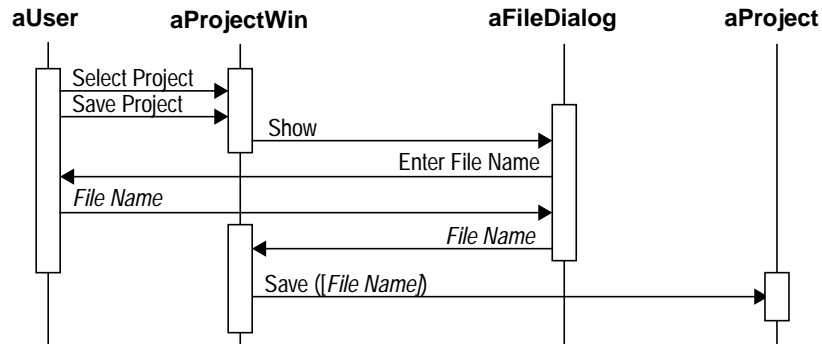 aUser aProjectWin aFileDialog aProject
Select Project
Save Project
Show
Enter File Name
File Name
File Name
Save ([File Name])